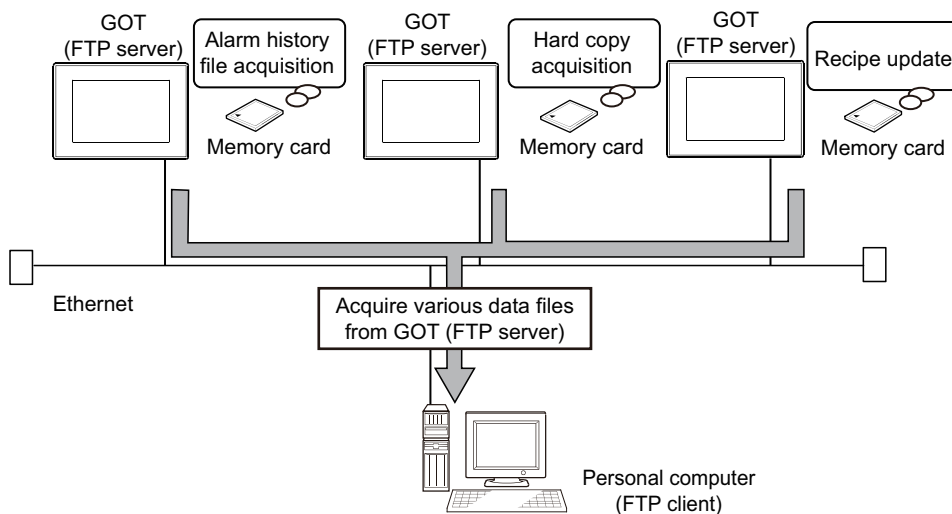 GOT
(FTP server)
Alarm history
file acquisition
Memory card
GOT
(FTP server)
Hard copy
acquisition
Memory card
GOT
(FTP server)
Recipe update
Memory card
Ethernet
Acquire various data files
from GOT (FTP server)
Personal computer
(FTP client)